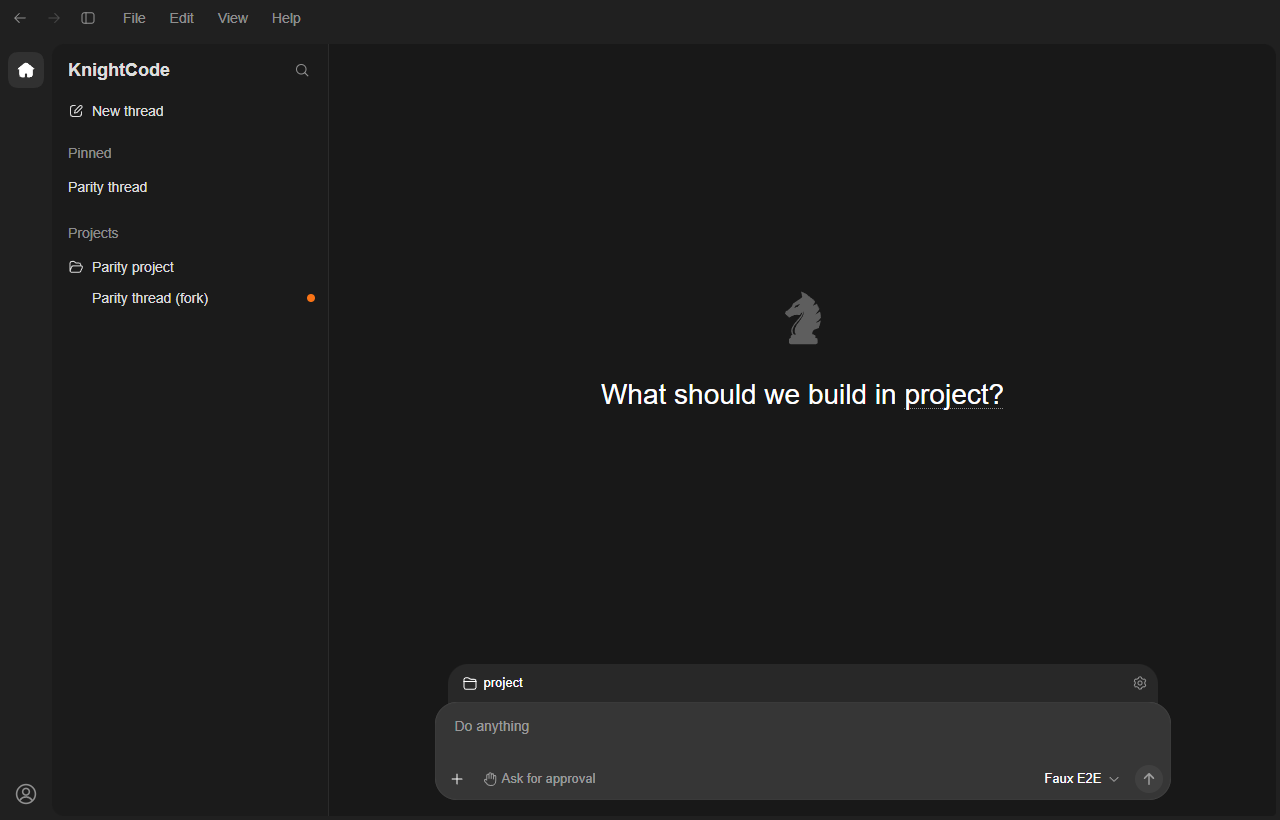 File Edit View Help
KnightCode
New thread
Pinned
Parity thread
Projects
Parity project
Parity thread (fork)
What should we build in project?
project
Do anything
Ask for approval
Faux E2E